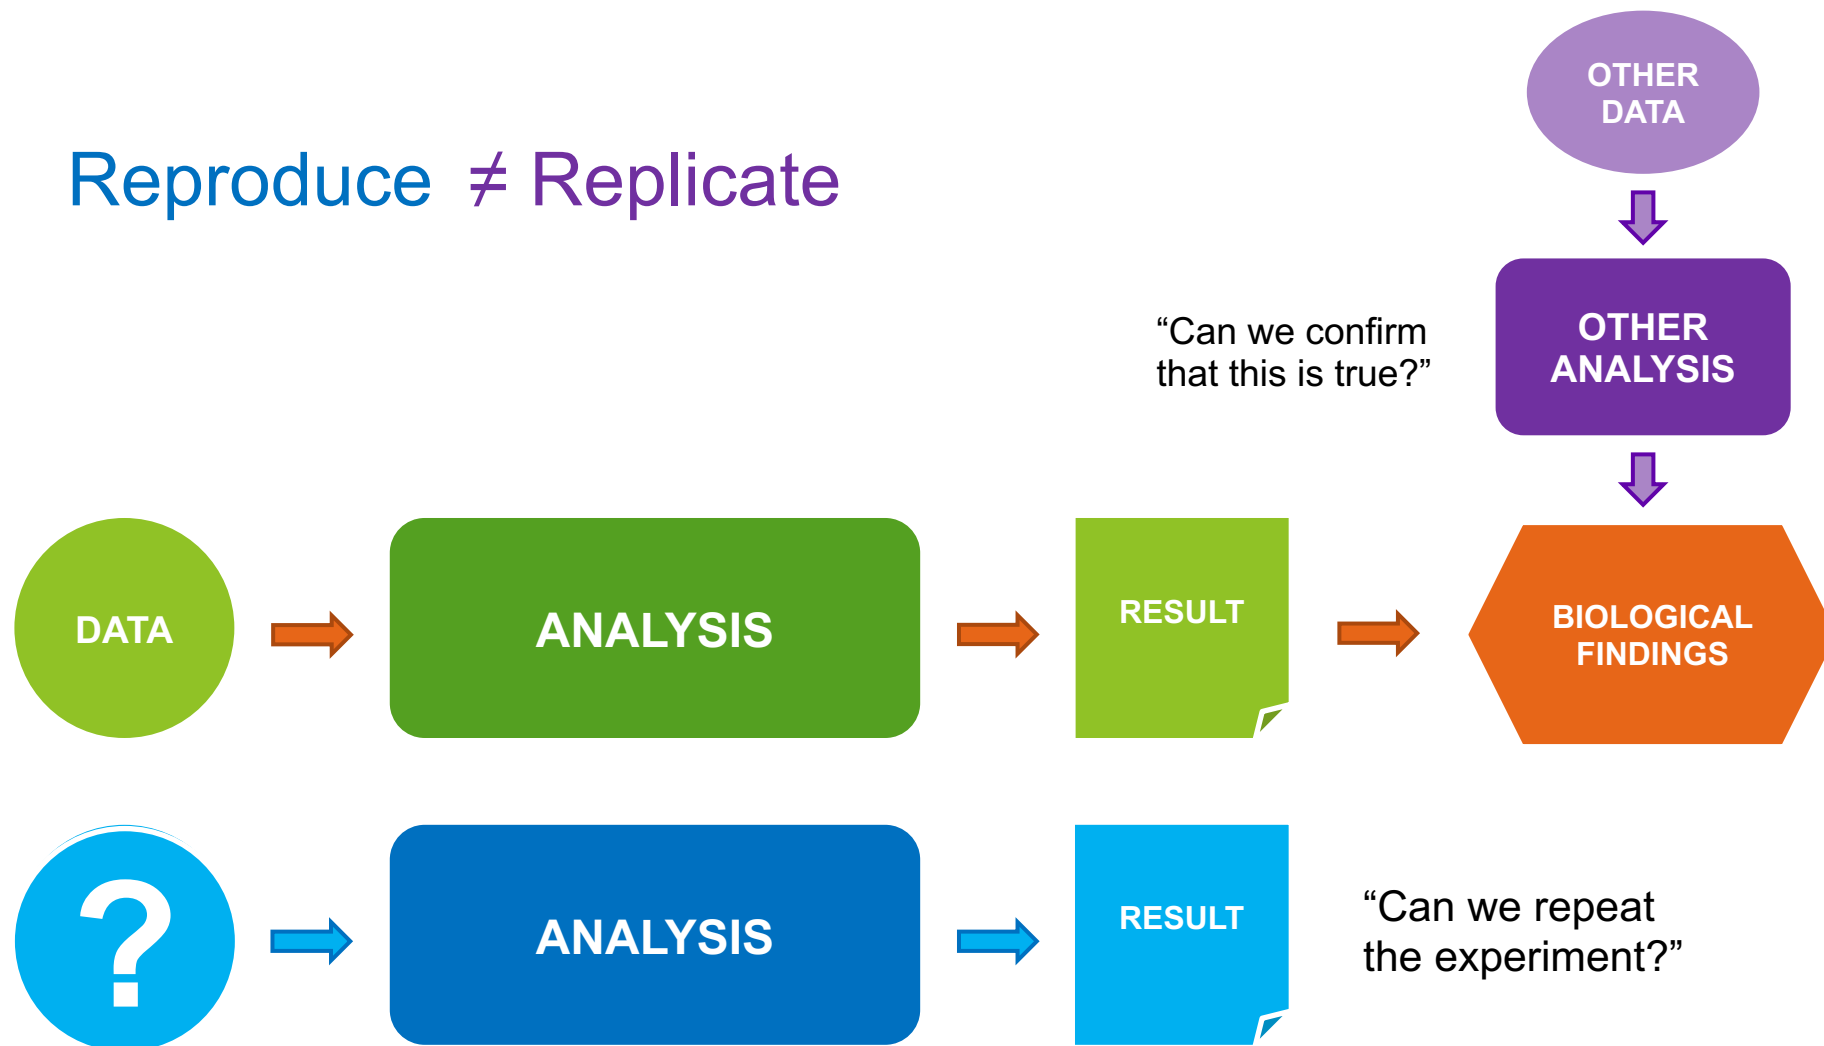 OTHER
DATA
Reproduce ≠ Replicate
“Can we confirm
that this is true?”
OTHER
ANALYSIS
DATA
ANALYSIS
RESULT
BIOLOGICAL
FINDINGS
?
ANALYSIS
RESULT
“Can we repeat
the experiment?”